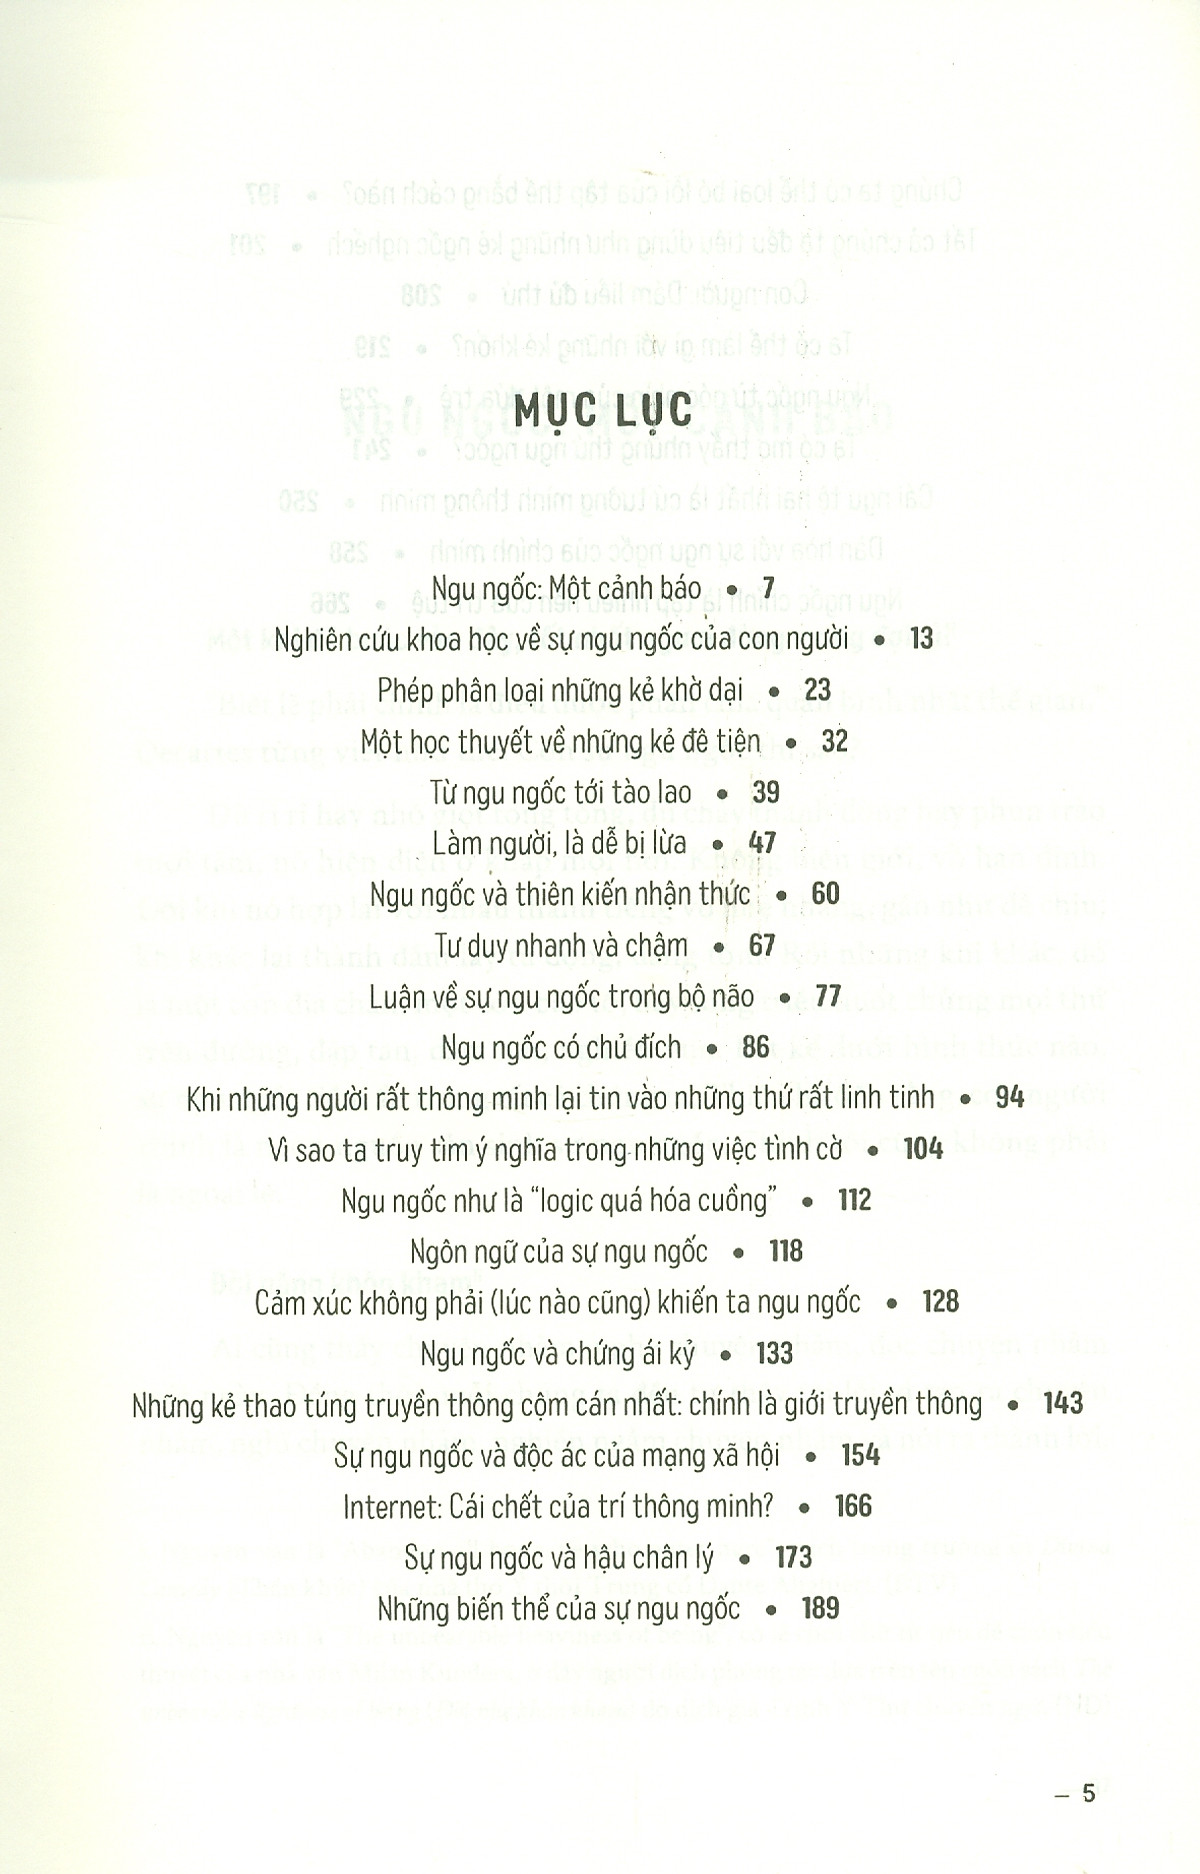 MỤC LỤC
Ngu ngốc: Một cảnh báo • 7
Nghiên cứu khoa học về sự ngu ngốc của con người • 13
Phép phân loại những kẻ khờ dại • 23
Một học thuyết về những kẻ đê tiện • 32
Từ ngu ngốc tới tào lao • 39
Làm người, là dễ bị lừa • 47
Ngu ngốc và thiên kiến nhận thức • 60
Tư duy nhanh và chậm • 67
Luận về sự ngu ngốc trong bộ não • 77
Ngu ngốc có chủ đích • 86
Khi những người rất thông minh lại tin vào những thứ rất linh tinh • 94
Vì sao ta truy tìm ý nghĩa trong những việc tình cờ • 104
Ngu ngốc như là “logic quá hóa cuồng” • 112
Ngôn ngữ của sự ngu ngốc • 118
Cảm xúc không phải (lúc nào cũng) khiến ta ngu ngốc • 128
Ngu ngốc và chứng ái kỷ • 133
Những kẻ thao túng truyền thông cộm cán nhất: chính là giới truyền thông • 143
Sự ngu ngốc và độc ác của mạng xã hội • 154
Internet: Cái chết của trí thông minh? • 166
Sự ngu ngốc và hậu chân lý • 173
Những biến thể của sự ngu ngốc • 189
– 5